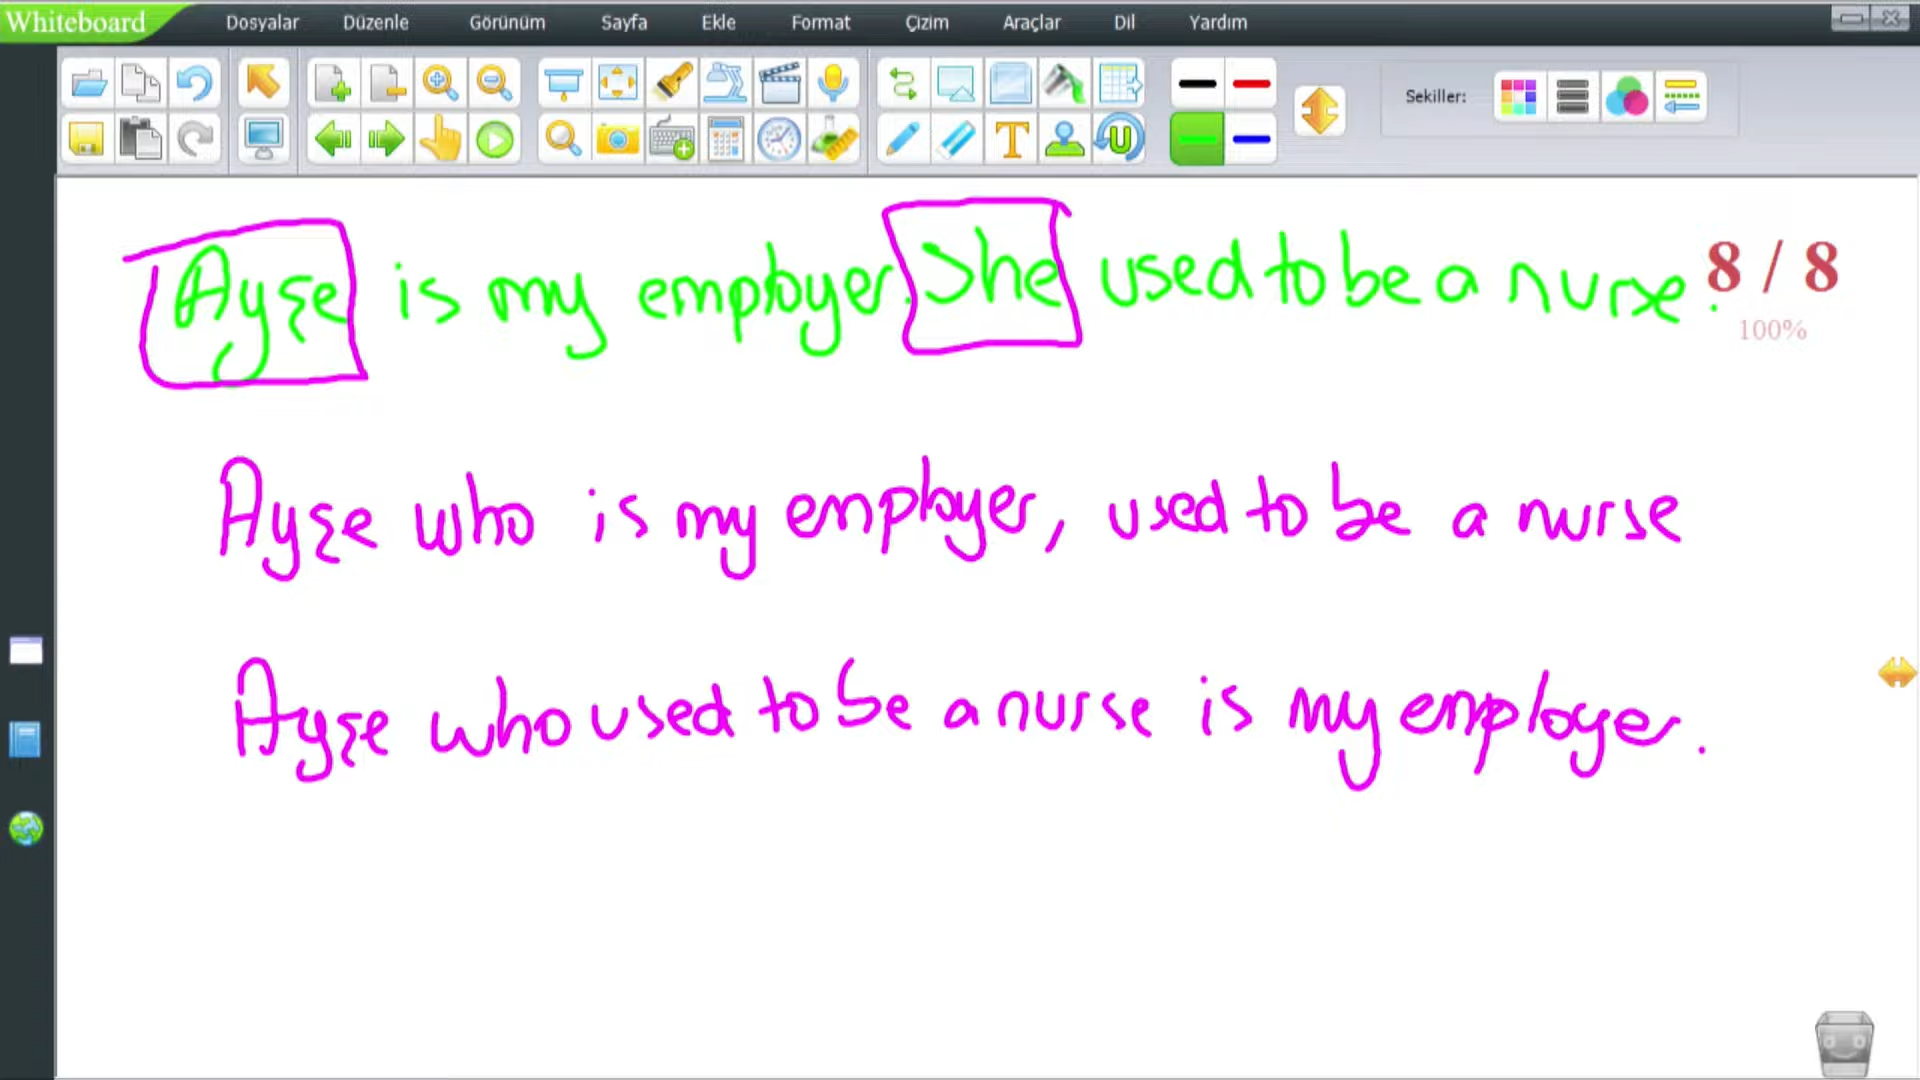 Whiteboard Dosyalar Düzenle Görünüm Sayfa Ekle Format Çizim Araçlar Dil Yardım
Sekiller:
Ayşe is my employer. She used to be a nurse.
8 / 8
100%
Ayşe who is my employer, used to be a nurse
Ayşe who used to be a nurse is my employer.